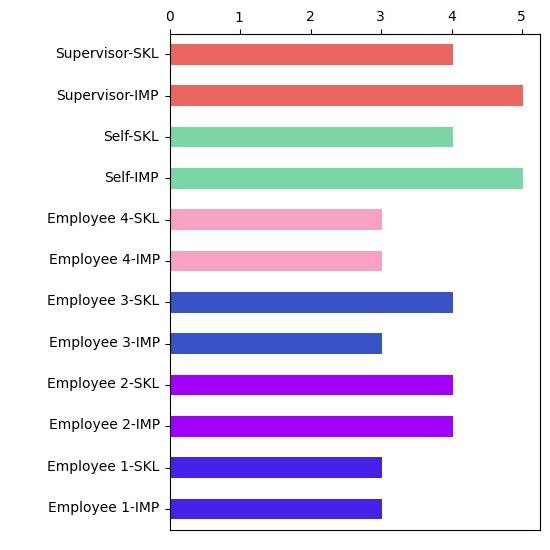 0 1 2 3 4 5
Supervisor-SKL
Supervisor-IMP
Self-SKL
Self-IMP
Employee 4-SKL
Employee 4-IMP
Employee 3-SKL
Employee 3-IMP
Employee 2-SKL
Employee 2-IMP
Employee 1-SKL
Employee 1-IMP